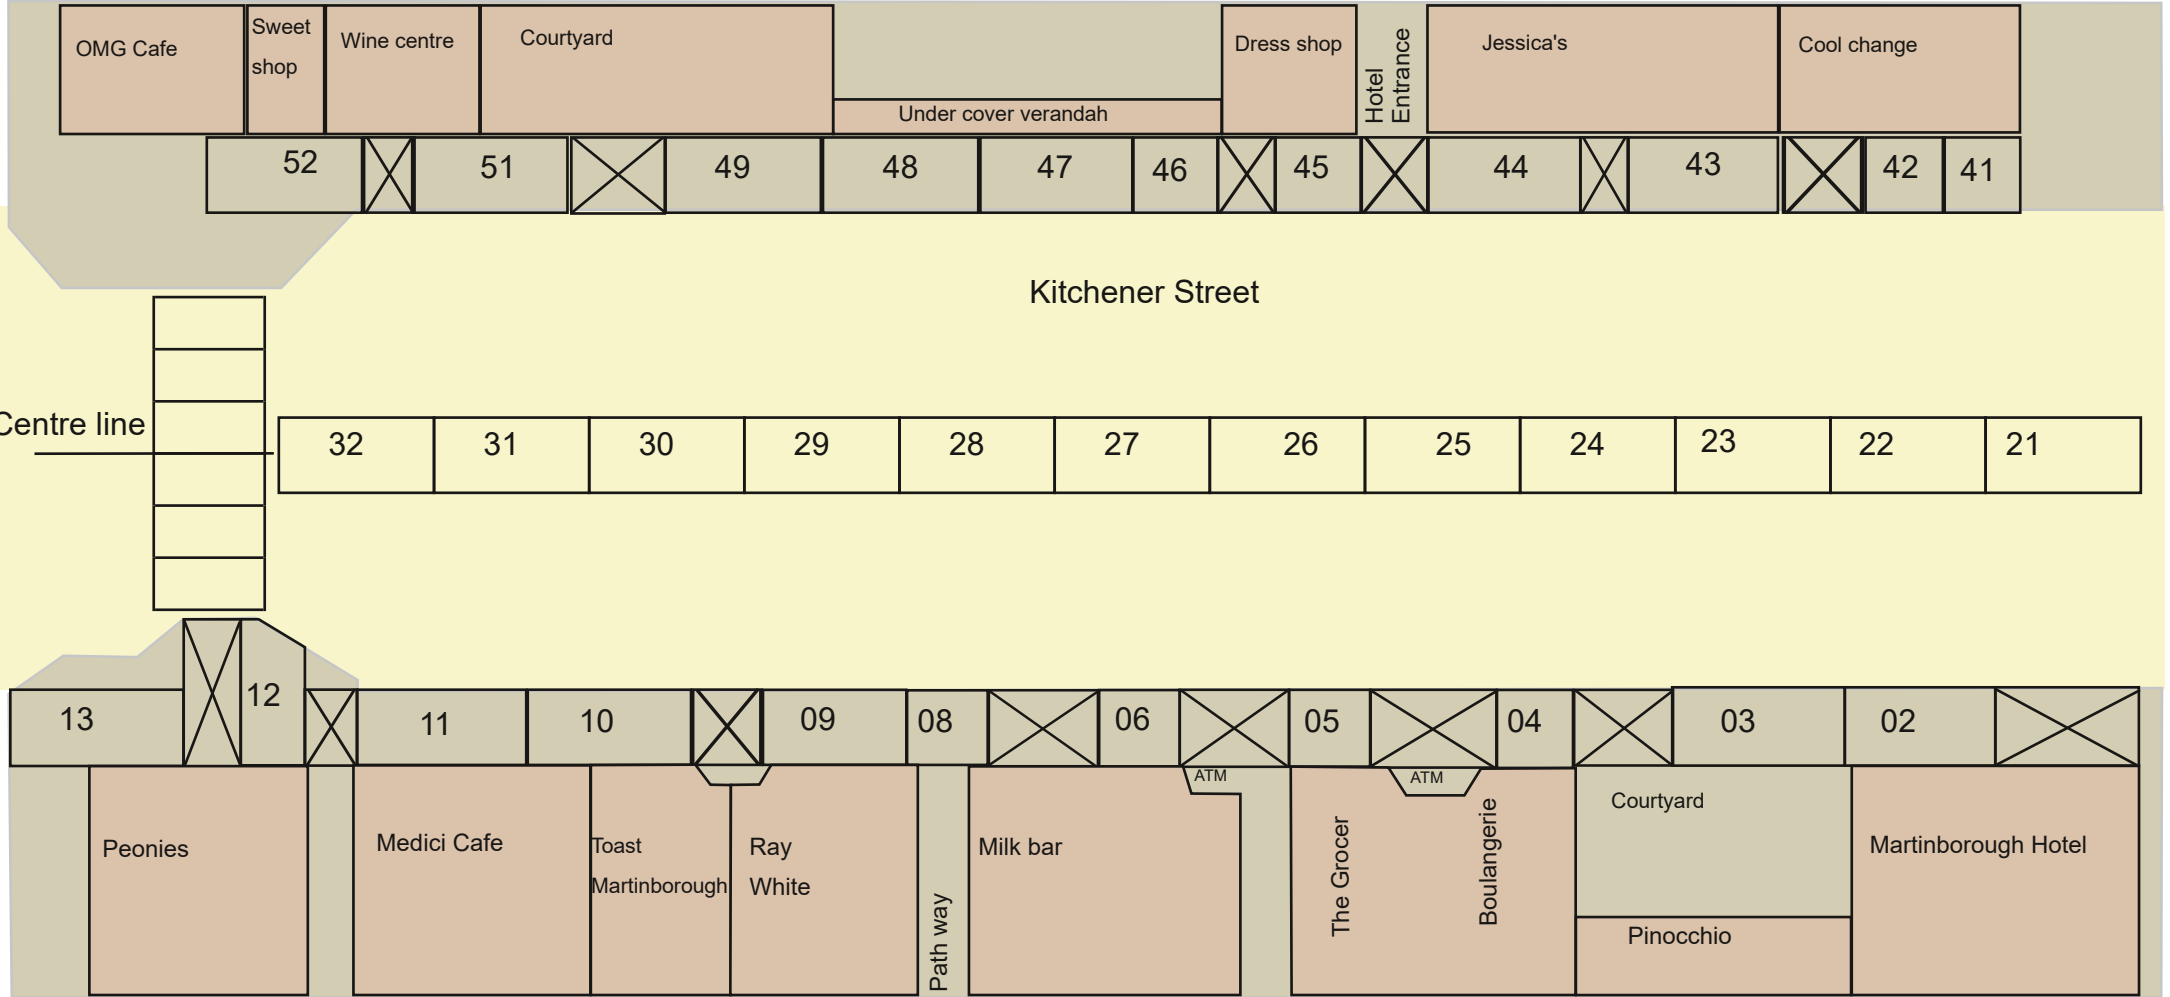 OMG Cafe
Sweet
shop
Wine centre
Courtyard
Under cover verandah
Dress shop
Hotel
Entrance
Jessica's
Cool change
52
51
49
48
47
46
45
44
43
42
41
Kitchener Street
Centre line
32
31
30
29
28
27
26
25
24
23
22
21
13
12
11
10
09
08
06
05
04
03
02
Peonies
Medici Cafe
Toast
Martinborough
Ray
White
Path way
Milk bar
ATM
The Grocer
ATM
Boulangerie
Courtyard
Pinocchio
Martinborough Hotel